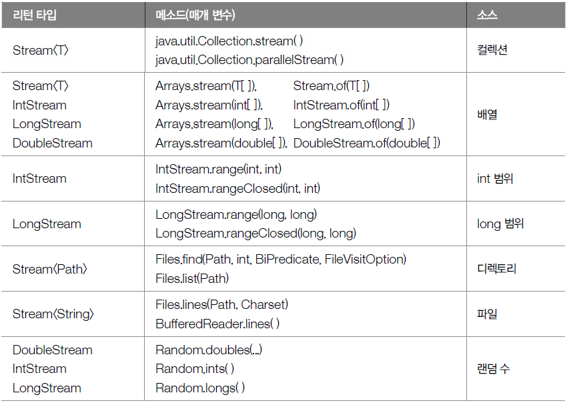 리턴 타입 메소드(매개 변수) 소스
Stream<T> java.util.Collection.stream( ) 컬렉션
java.util.Collection.parallelStream( )
Stream<T> Arrays.stream(T[ ]), Stream.of(T[ ]) 배열
IntStream Arrays.stream(int[ ]), IntStream.of(int[ ])
LongStream Arrays.stream(long[ ]), LongStream.of(long[ ])
DoubleStream Arrays.stream(double[ ]), DoubleStream.of(double[ ])
IntStream IntStream.range(int, int) int 범위
IntStream.rangeClosed(int, int)
LongStream LongStream.range(long, long) long 범위
LongStream.rangeClosed(long, long)
Stream<Path> Files.find(Path, int, BiPredicate, FileVisitOption) 디렉토리
Files.list(Path)
Stream<String> Files.lines(Path, Charset) 파일
BufferedReader.lines( )
DoubleStream Random.doubles(...) 랜덤 수
IntStream Random.ints( )
LongStream Random.longs( )